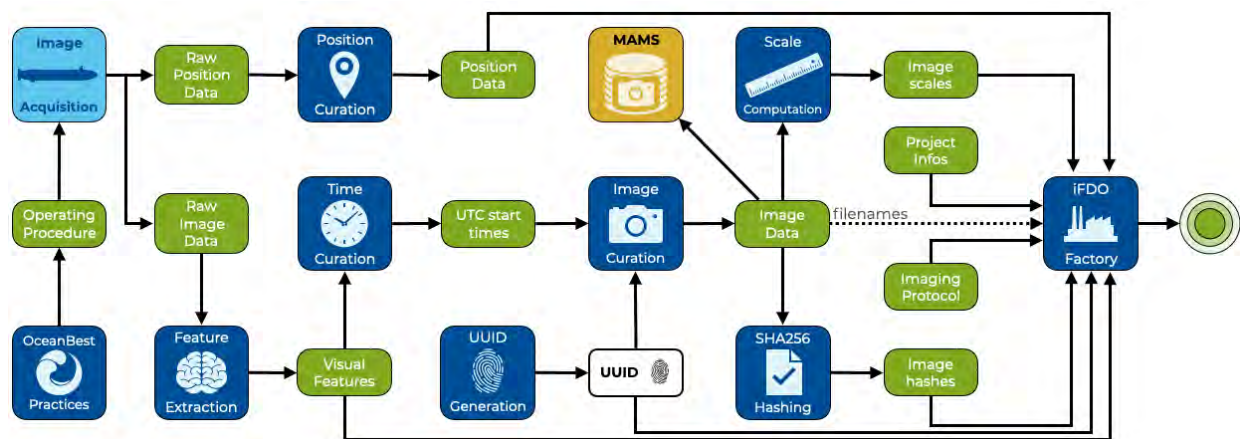 Image
Acquisition
Raw
Position
Data
Position
Curation
Position
Data
MAMS
Scale
Computation
Image
scales
Project
Infos
Operating
Procedure
Raw
Image
Data
Time
Curation
UTC start
times
Image
Curation
Image
Data
filenames
iFDO
Factory
Imaging
Protocol
OceanBest
Practices
Feature
Extraction
Visual
Features
UUID
Generation
UUID
SHA256
Hashing
Image
hashes